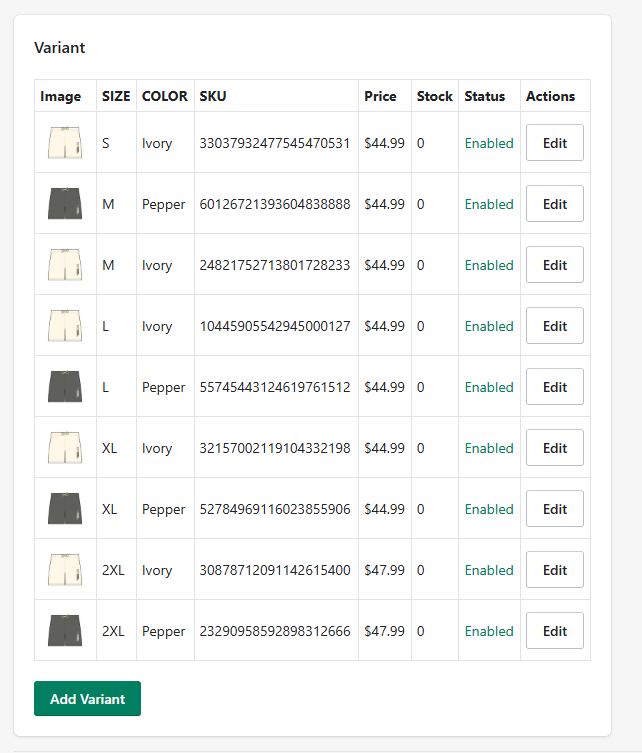 Variant
Image SIZE COLOR SKU Price Stock Status Actions
S Ivory 33037932477545470531 $44.99 0 Enabled Edit
M Pepper 60126721393604838888 $44.99 0 Enabled Edit
M Ivory 24821752713801728233 $44.99 0 Enabled Edit
L Ivory 10445905542945000127 $44.99 0 Enabled Edit
L Pepper 55745443124619761512 $44.99 0 Enabled Edit
XL Ivory 32157002119104332198 $44.99 0 Enabled Edit
XL Pepper 52784969116023855906 $44.99 0 Enabled Edit
2XL Ivory 30878712091142615400 $47.99 0 Enabled Edit
2XL Pepper 23290958592898312666 $47.99 0 Enabled Edit
Add Variant